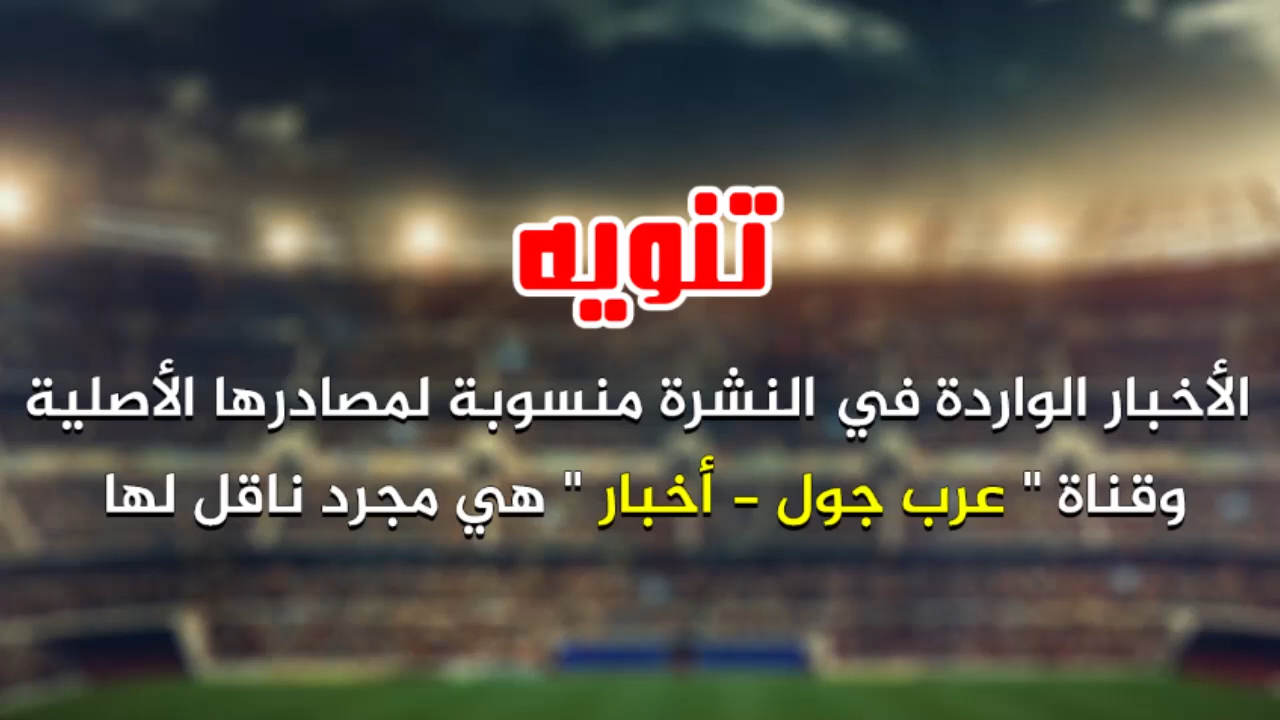 تنويه
الأخبار الواردة في النشرة منسوبة لمصادرها الأصلية
وقناة " عرب جول - أخبار " هي مجرد ناقل لها